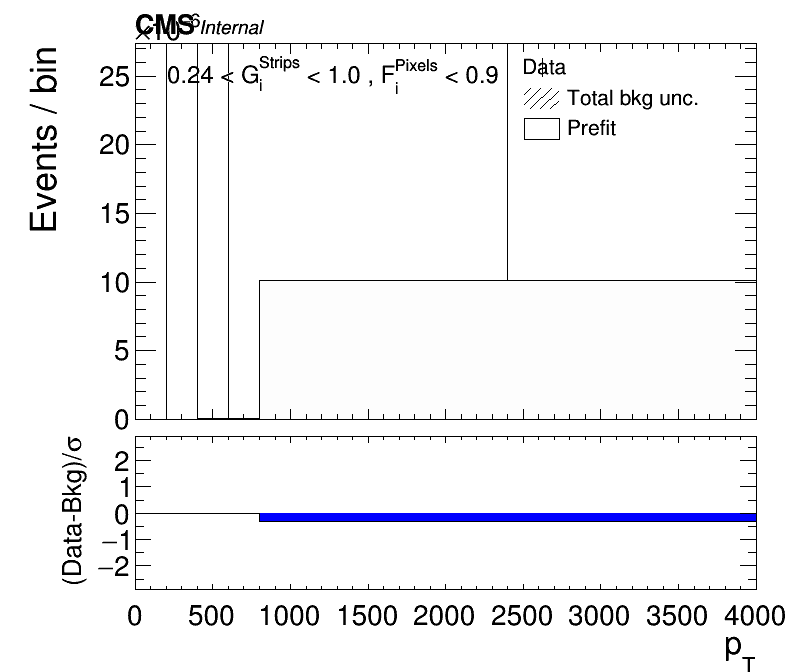 CMS Internal
×10⁻⁶
Events / bin
25
20
15
10
5
0
0.24 < G_i^Strips < 1.0 , F_i^Pixels < 0.9
Data
Total bkg unc.
Prefit
(Data-Bkg)/σ
2
1
0
−1
−2
0 500 1000 1500 2000 2500 3000 3500 4000
p_T